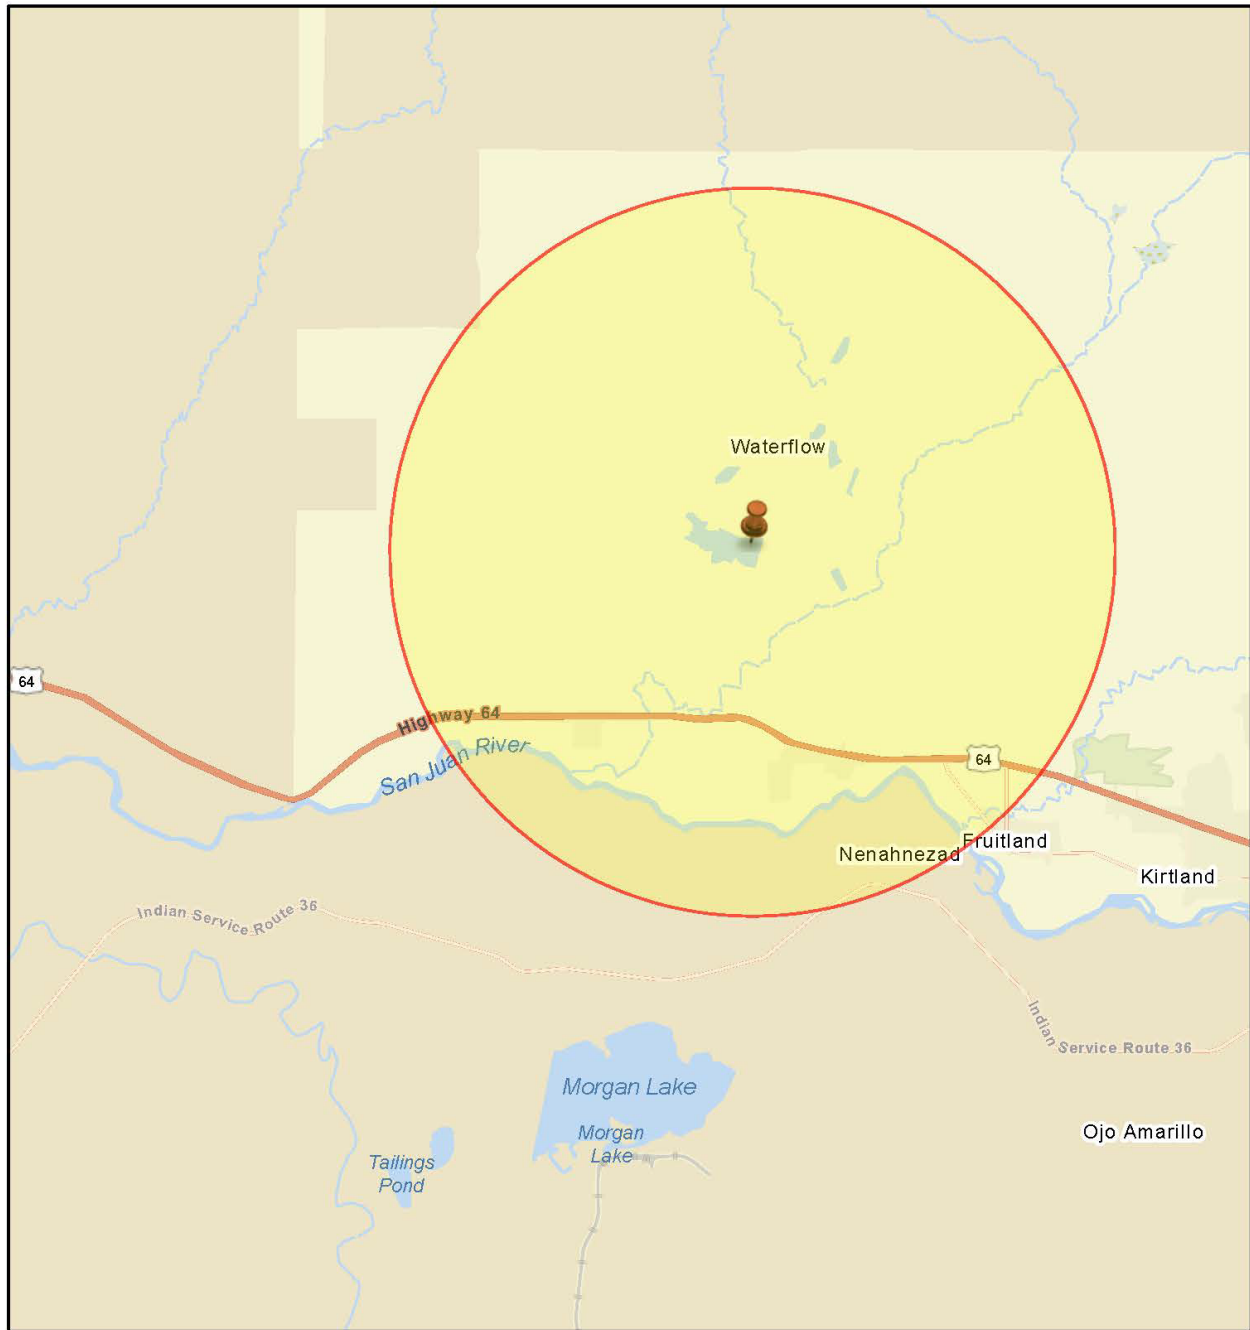 Waterflow
64
Highway 64
San Juan River
64
Fruitland
Nenahnezad
Kirtland
Indian Service Route 36
Indian
Service Route 36
Morgan Lake
Morgan
Lake
Ojo Amarillo
Tailings
Pond